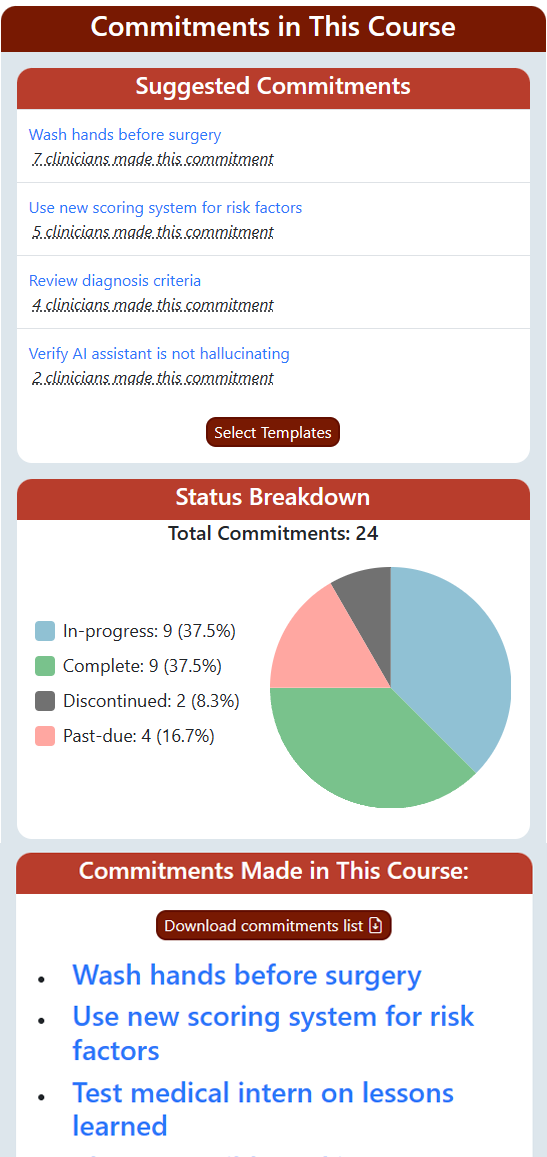 Commitments in This Course
Suggested Commitments
Wash hands before surgery
7 clinicians made this commitment
Use new scoring system for risk factors
5 clinicians made this commitment
Review diagnosis criteria
4 clinicians made this commitment
Verify AI assistant is not hallucinating
2 clinicians made this commitment
Select Templates
Status Breakdown
Total Commitments: 24
In-progress: 9 (37.5%)
Complete: 9 (37.5%)
Discontinued: 2 (8.3%)
Past-due: 4 (16.7%)
Commitments Made in This Course:
Download commitments list
• Wash hands before surgery
• Use new scoring system for risk
factors
• Test medical intern on lessons
learned